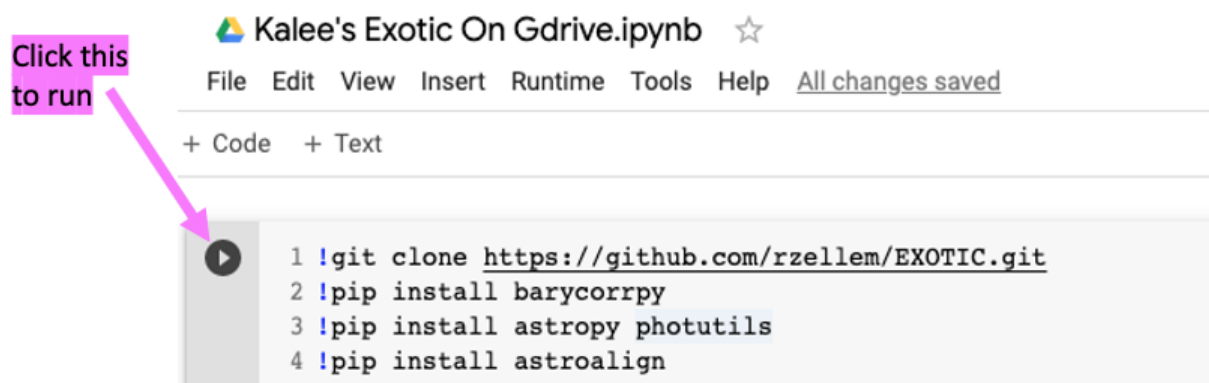 Kalee's Exotic On Gdrive.ipynb
Click this
to run
File Edit View Insert Runtime Tools Help All changes saved
+ Code + Text
1 !git clone https://github.com/rzellem/EXOTIC.git
2 !pip install barycorrpy
3 !pip install astropy photutils
4 !pip install astroalign